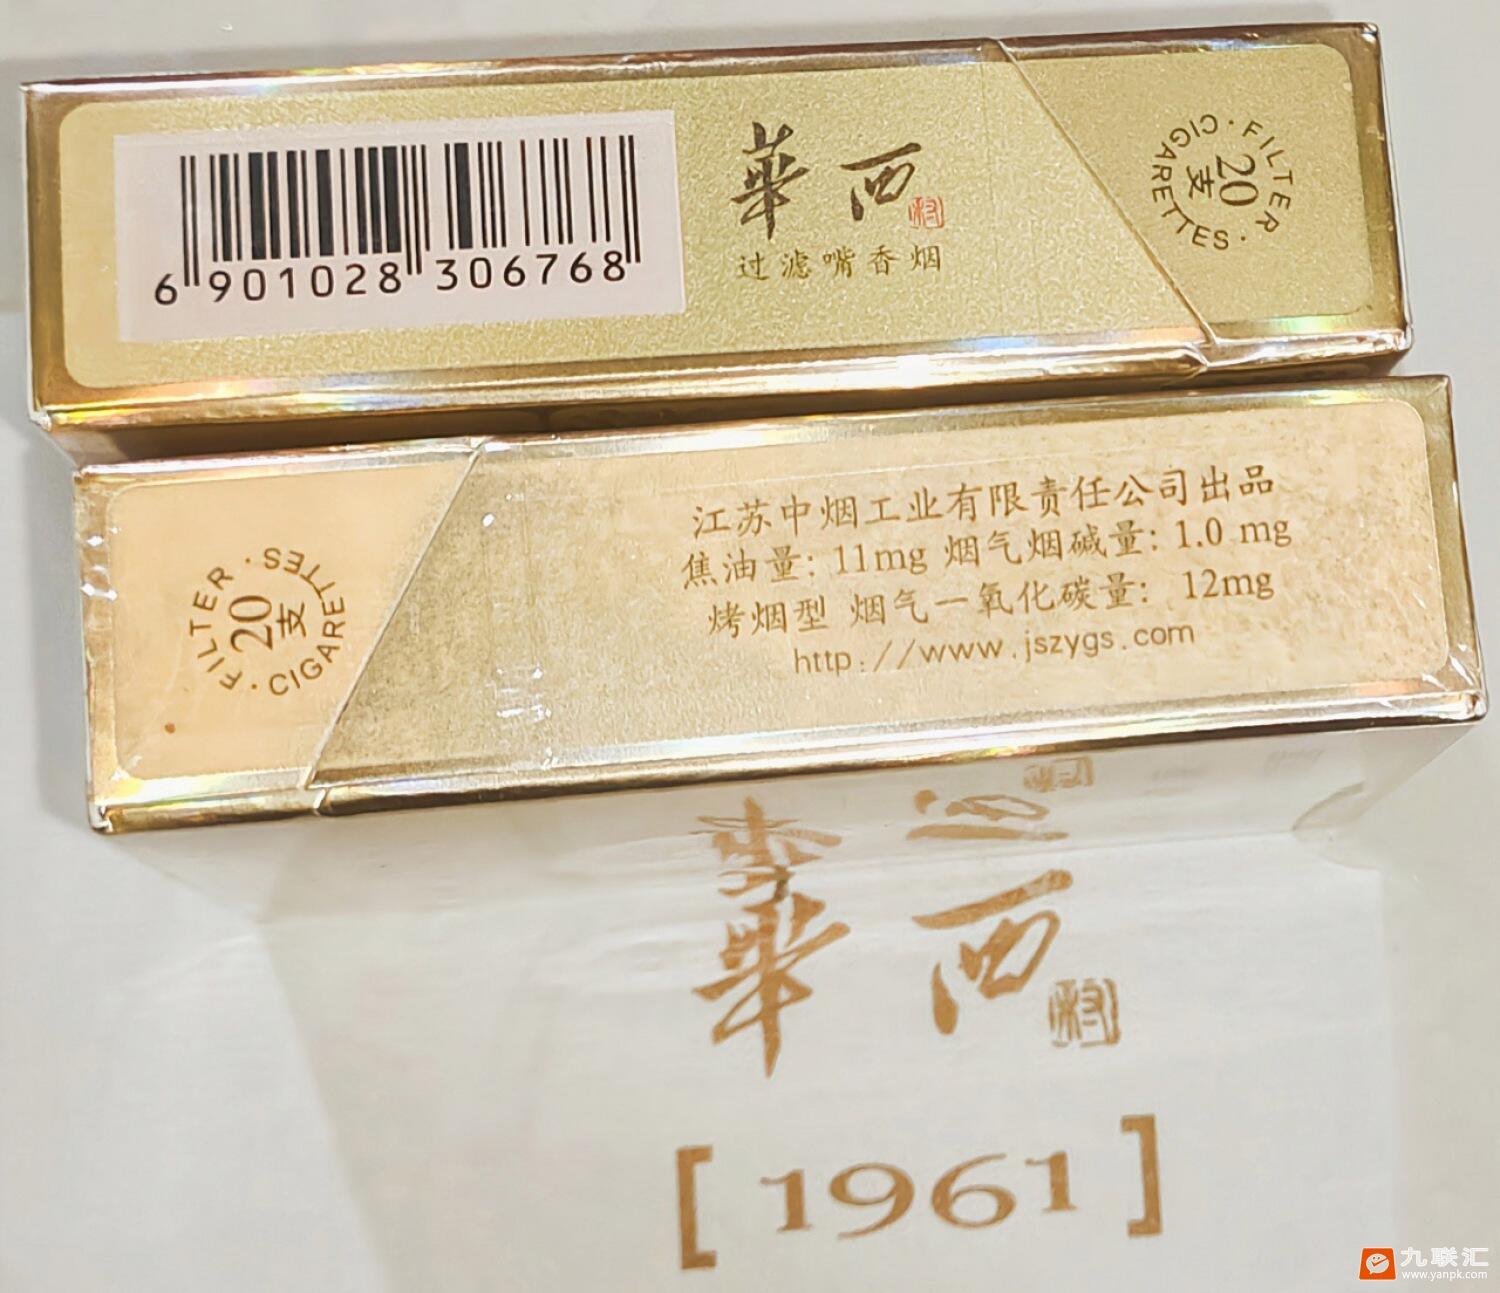 6 901028 306768
華西
过滤嘴香烟
FILTER CIGARETTES
20支
FILTER CIGARETTES
20支
江苏中烟工业有限责任公司出品
焦油量: 11mg 烟气烟碱量: 1.0 mg
烤烟型 烟气一氧化碳量: 12mg
http://www.jszygs.com
華西
[1961]
九联汇
www.yanpk.com